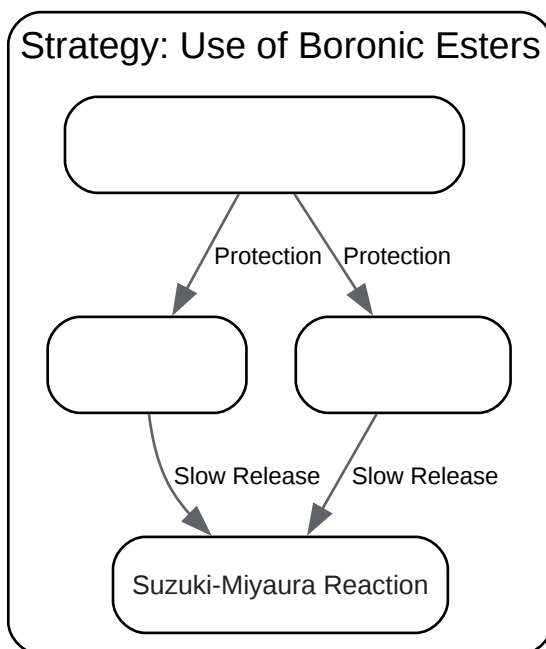 Strategy: Use of Boronic Esters
Protection
Protection
Slow Release
Slow Release
Suzuki-Miyaura Reaction